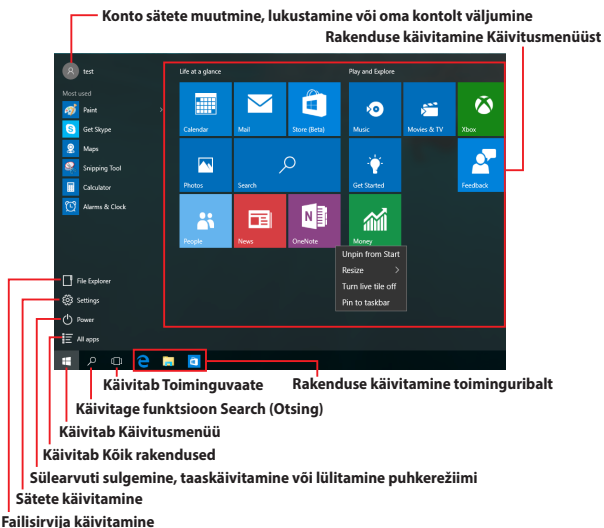 Konto sätete muutmine, lukustamine või oma kontolt väljumine
Rakenduse käivitamine Käivitusmenüüst
test
Most used
Paint
Get Skype
Maps
Snipping Tool
Calculator
Alarms & Clock
File Explorer
Settings
Power
All apps
Life at a glance
Play and Explore
Calendar
Mail
Store (Beta)
Music
Movies & TV
Xbox
Photos
Search
Get Started
Feedback
People
News
OneNote
Money
Unpin from Start
Resize
Turn live tile off
Pin to taskbar
Käivitab Toiminguvaate
Rakenduse käivitamine toiminguribalt
Käivitage funktsioon Search (Otsing)
Käivitab Käivitusmenüü
Käivitab Kõik rakendused
Sülearvuti sulgemine, taaskäivitamine või lülitamine puhkerežiimi
Sätete käivitamine
Failisirvija käivitamine